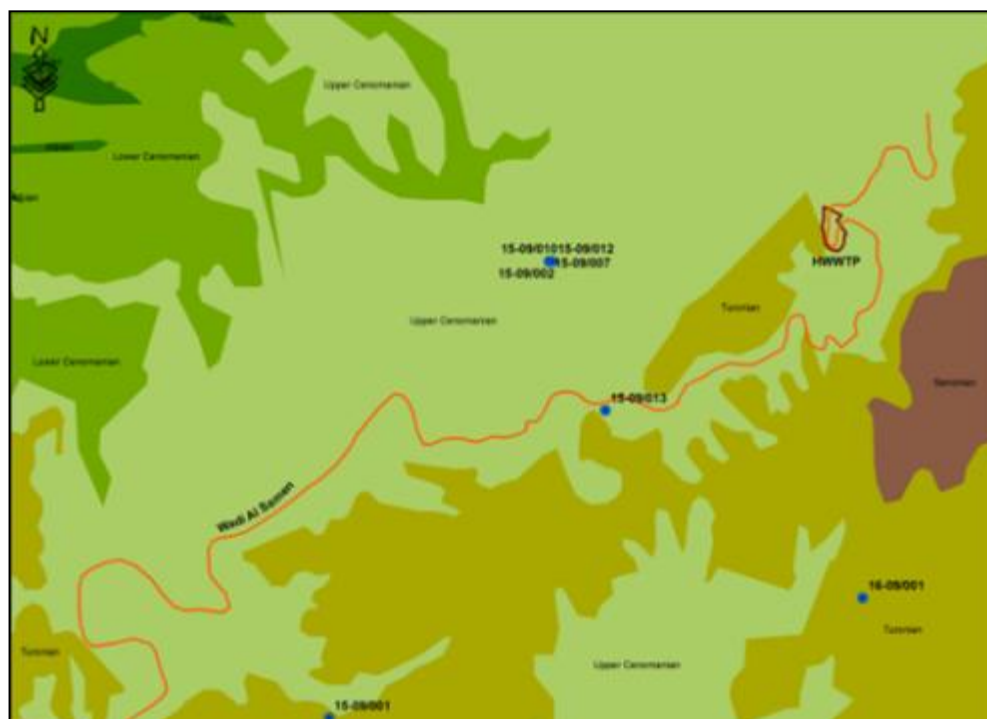 N
Albian
Upper Cenomanian
Lower Cenomanian
15-09/010 15-09/012
15-09/007
15-09/002
HWWTP
Turonian
Upper Cenomanian
Lower Cenomanian
Senonian
15-09/013
Wadi Al Samen
16-09/001
Turonian
Turonian
Upper Cenomanian
15-09/001